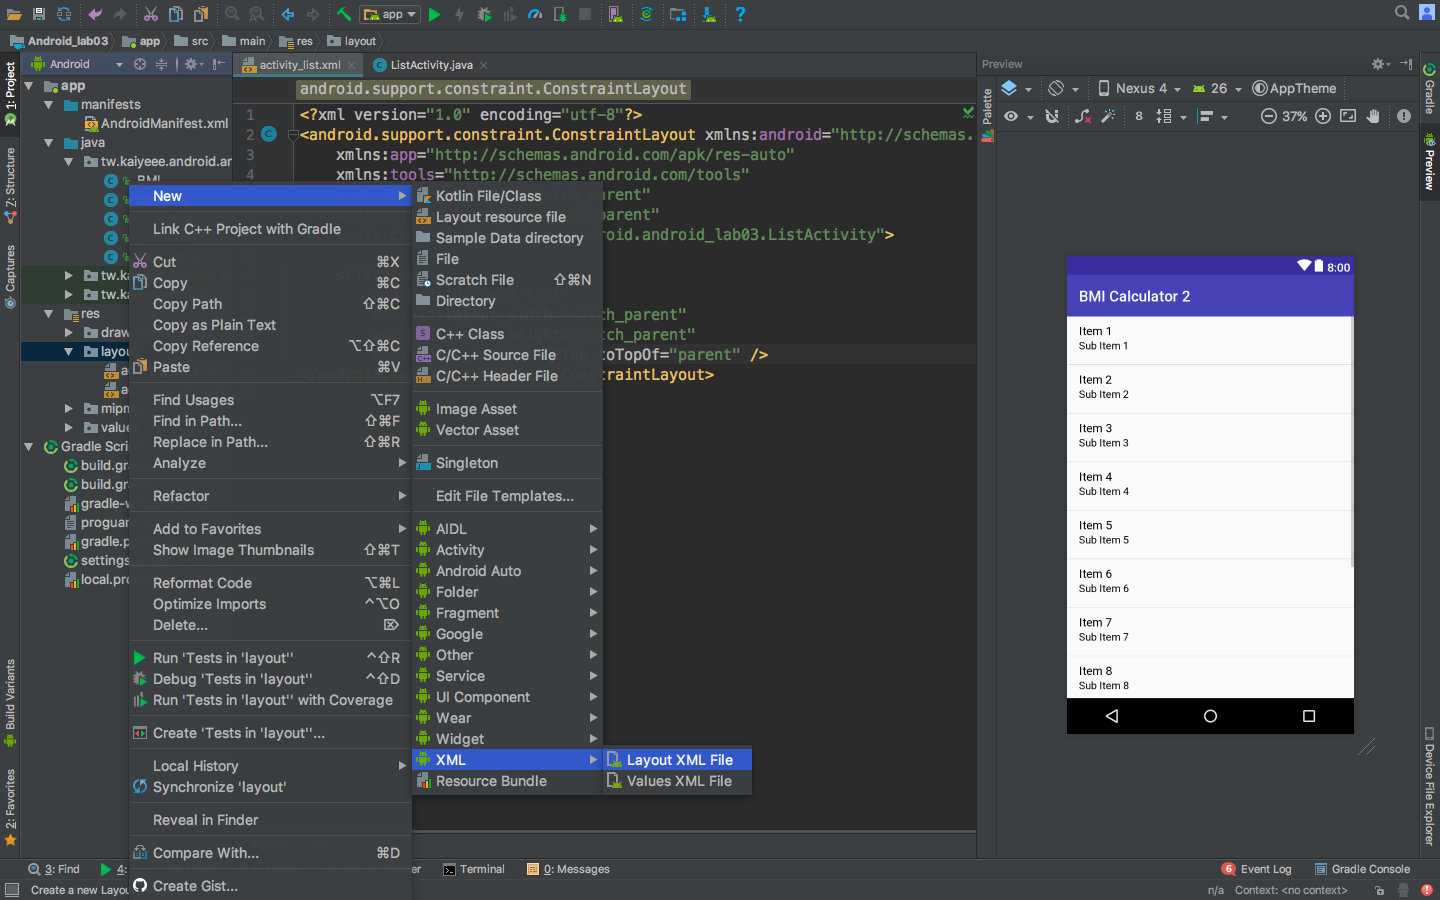 app
Android_lab03
app
src
main
res
layout
Android
activity_list.xml
ListActivity.java
Preview
android.support.constraint.ConstraintLayout
Nexus 4
26
AppTheme
8
37%
1: Project
Z: Structure
Captures
Build Variants
2: Favorites
Palette
Gradle
Preview
Device File Explorer
app
manifests
AndroidManifest.xml
java
tw.kaiyeee.android.an
BMI
tw.ka
tw.ka
res
draw
layou
a
a
mipm
value
Gradle Scri
build.gra
build.gra
gradle-w
proguar
gradle.p
settings
local.pro
1 <?xml version="1.0" encoding="utf-8"?>
2 <android.support.constraint.ConstraintLayout xmlns:android="http://schemas.
3 xmlns:app="http://schemas.android.com/apk/res-auto"
4 xmlns:tools="http://schemas.android.com/tools"
_parent"
_parent"
roid.android_lab03.ListActivity">
atch_parent"
match_parent"
toTopOf="parent" />
straintLayout>
New
Link C++ Project with Gradle
Cut ⌘X
Copy ⌘C
Copy Path ⇧⌘C
Copy as Plain Text
Copy Reference ⌥⇧⌘C
Paste ⌘V
Find Usages ⌥F7
Find in Path... ⇧⌘F
Replace in Path... ⇧⌘R
Analyze
Refactor
Add to Favorites
Show Image Thumbnails ⇧⌘T
Reformat Code ⌥⌘L
Optimize Imports ^⌥O
Delete... ⌦
Run 'Tests in 'layout'' ^⇧R
Debug 'Tests in 'layout'' ^⇧D
Run 'Tests in 'layout'' with Coverage
Create 'Tests in 'layout''...
Local History
Synchronize 'layout'
Reveal in Finder
Compare With... ⌘D
Create Gist...
Kotlin File/Class
Layout resource file
Sample Data directory
File
Scratch File ⇧⌘N
Directory
C++ Class
C/C++ Source File
C/C++ Header File
Image Asset
Vector Asset
Singleton
Edit File Templates...
AIDL
Activity
Android Auto
Folder
Fragment
Google
Other
Service
UI Component
Wear
Widget
XML
Resource Bundle
Layout XML File
Values XML File
8:00
BMI Calculator 2
Item 1
Sub Item 1
Item 2
Sub Item 2
Item 3
Sub Item 3
Item 4
Sub Item 4
Item 5
Sub Item 5
Item 6
Sub Item 6
Item 7
Sub Item 7
Item 8
Sub Item 8
3: Find
4:
er
Terminal
0: Messages
6 Event Log
Gradle Console
Create a new Layou
n/a Context: <no context>